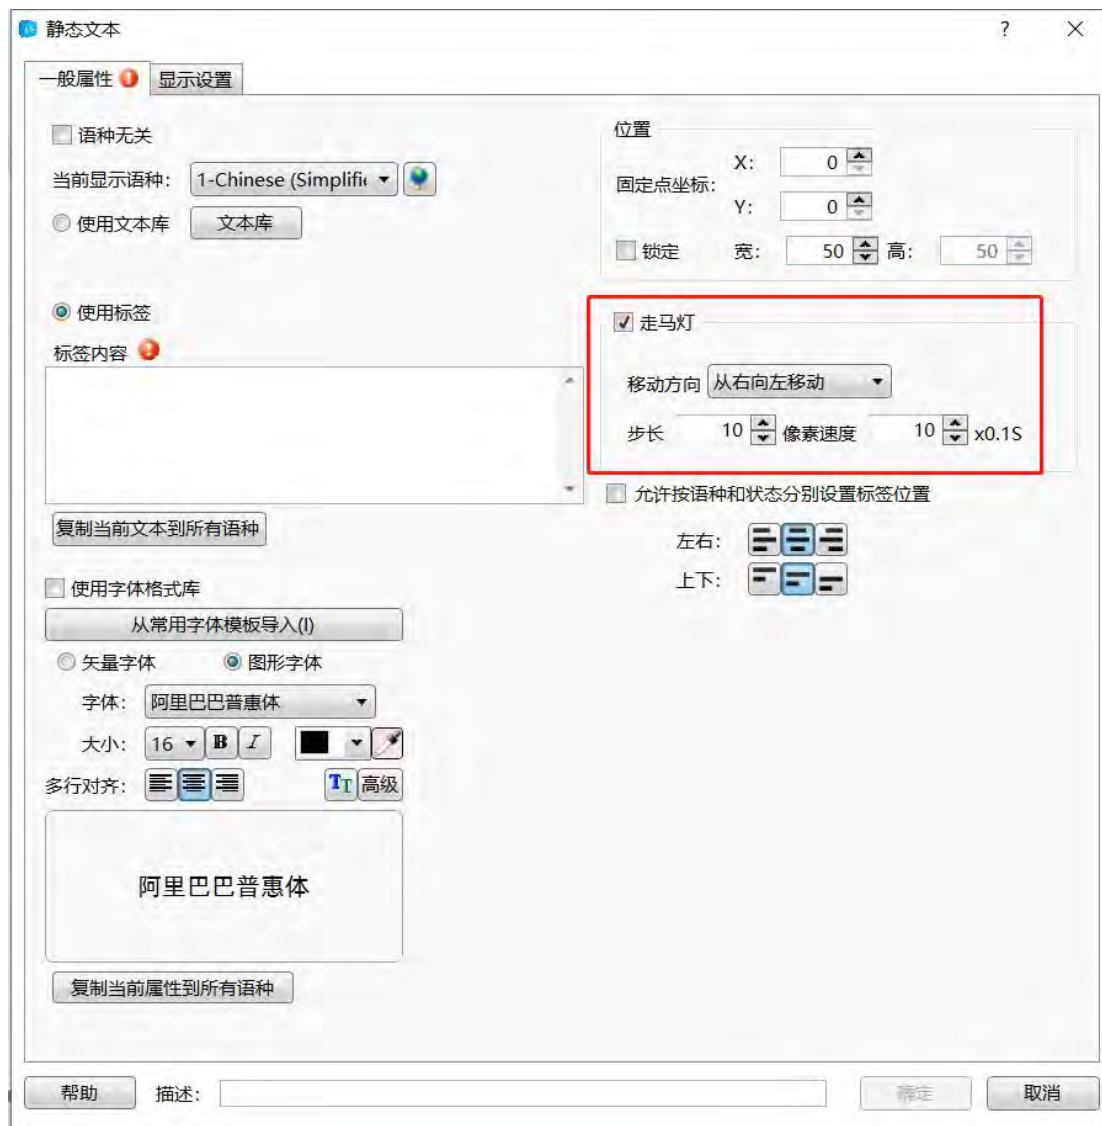 静态文本
?
一般属性 显示设置
语种无关
当前显示语种： 1-Chinese (Simplifi
使用文本库 文本库
使用标签
标签内容
复制当前文本到所有语种
使用字体格式库
从常用字体模板导入(I)
矢量字体 图形字体
字体： 阿里巴巴普惠体
大小： 16 B I
多行对齐： TT 高级
阿里巴巴普惠体
复制当前属性到所有语种
位置
固定点坐标： X: 0
Y: 0
锁定 宽： 50 高： 50
走马灯
移动方向 从右向左移动
步长 10 像素速度 10 x0.1S
允许按语种和状态分别设置标签位置
左右：
上下：
帮助 描述： 确定 取消